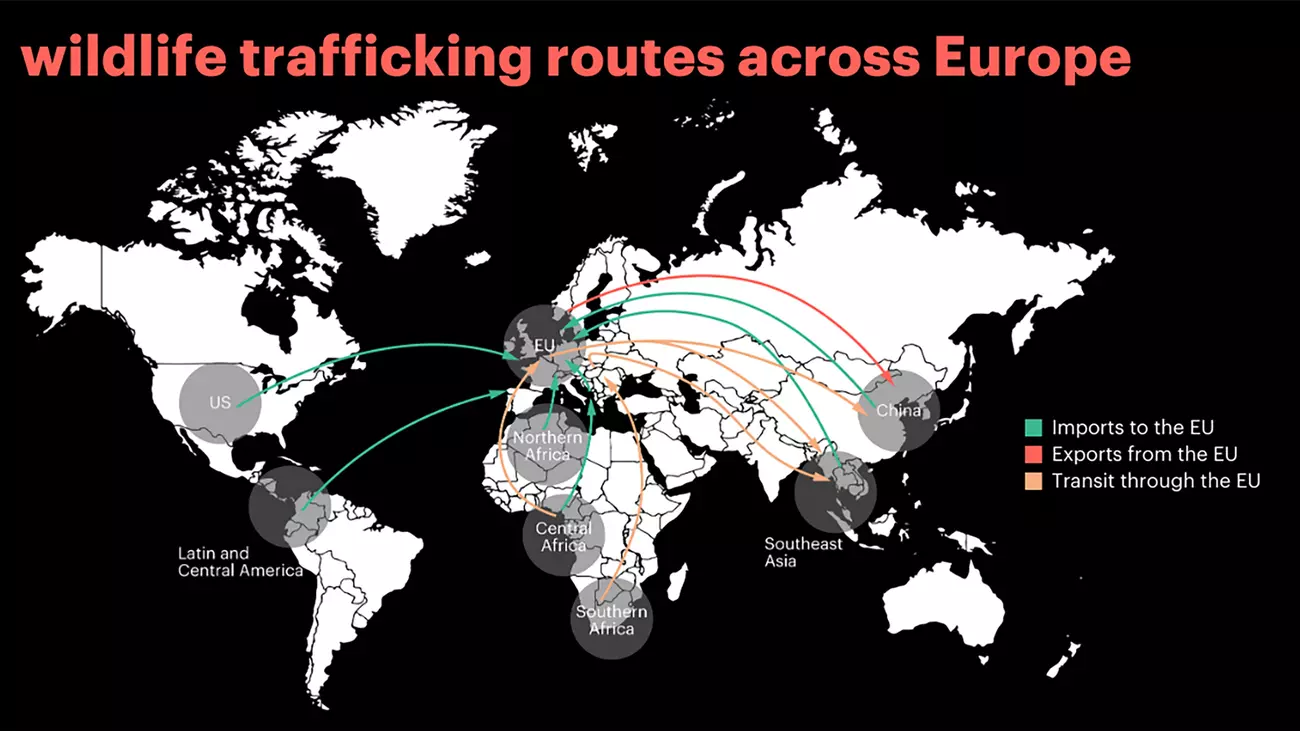 wildlife trafficking routes across Europe
EU
US
China
Northern
Africa
Imports to the EU
Exports from the EU
Transit through the EU
Central
Africa
Latin and
Central America
Southeast
Asia
Southern
Africa